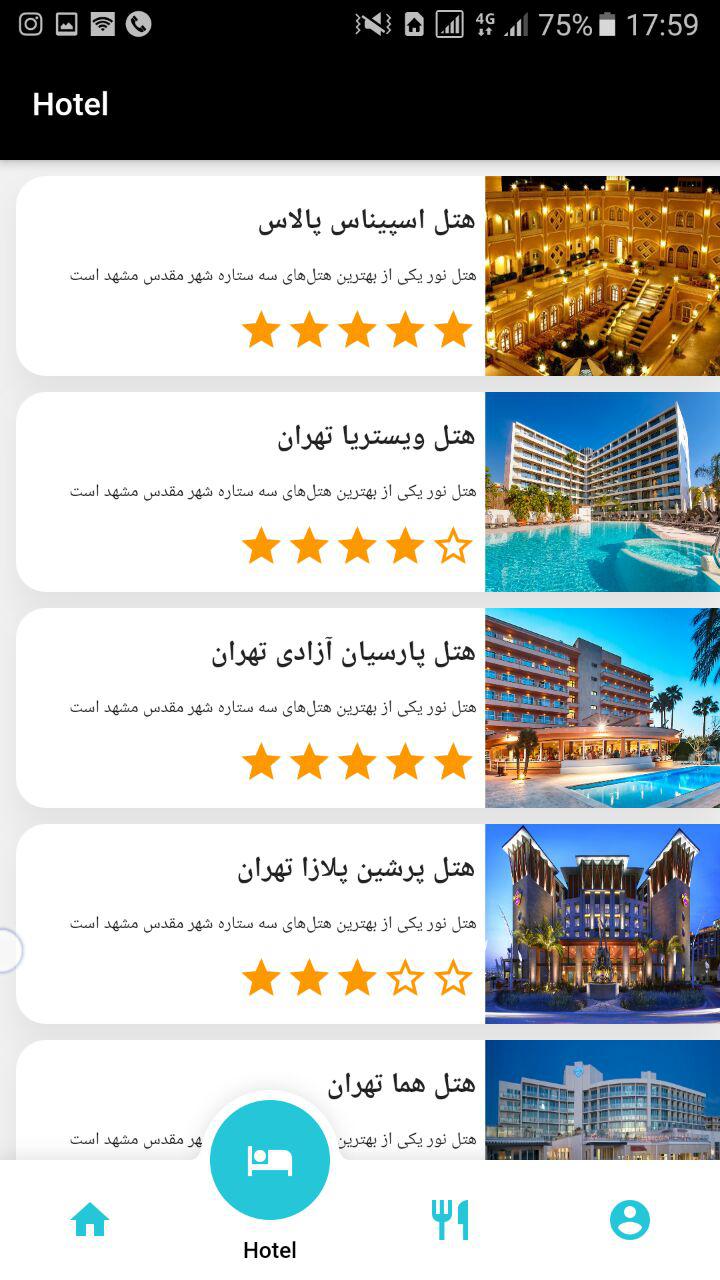 4G 75% 17:59
Hotel
هتل اسپیناس پالاس
هتل نور یکی از بهترین هتل‌های سه ستاره شهر مقدس مشهد است
هتل ویستریا تهران
هتل نور یکی از بهترین هتل‌های سه ستاره شهر مقدس مشهد است
هتل پارسیان آزادی تهران
هتل نور یکی از بهترین هتل‌های سه ستاره شهر مقدس مشهد است
هتل پرشین پلازا تهران
هتل نور یکی از بهترین هتل‌های سه ستاره شهر مقدس مشهد است
هتل هما تهران
هتل نور یکی از بهترین هر مقدس مشهد است
Hotel